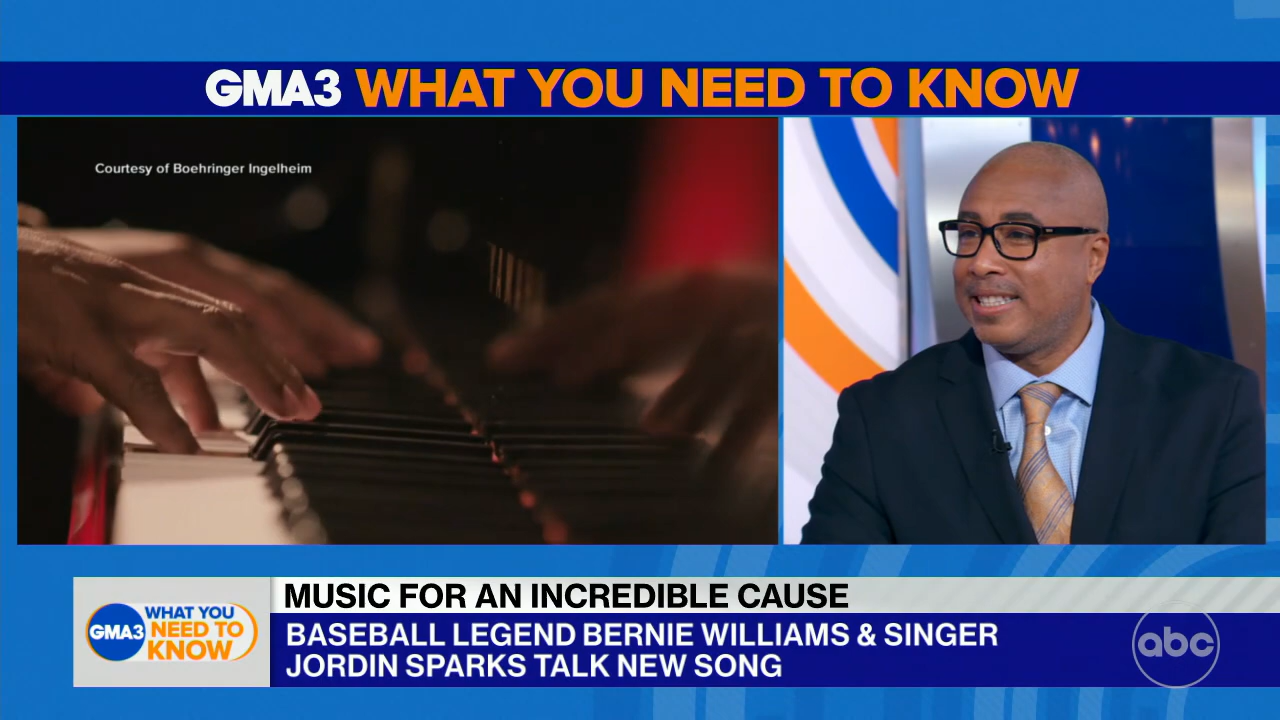 GMA3 WHAT YOU NEED TO KNOW
Courtesy of Boehringer Ingelheim
MUSIC FOR AN INCREDIBLE CAUSE
GMA3
WHAT YOU
NEED TO
KNOW
BASEBALL LEGEND BERNIE WILLIAMS & SINGER
JORDIN SPARKS TALK NEW SONG
abc